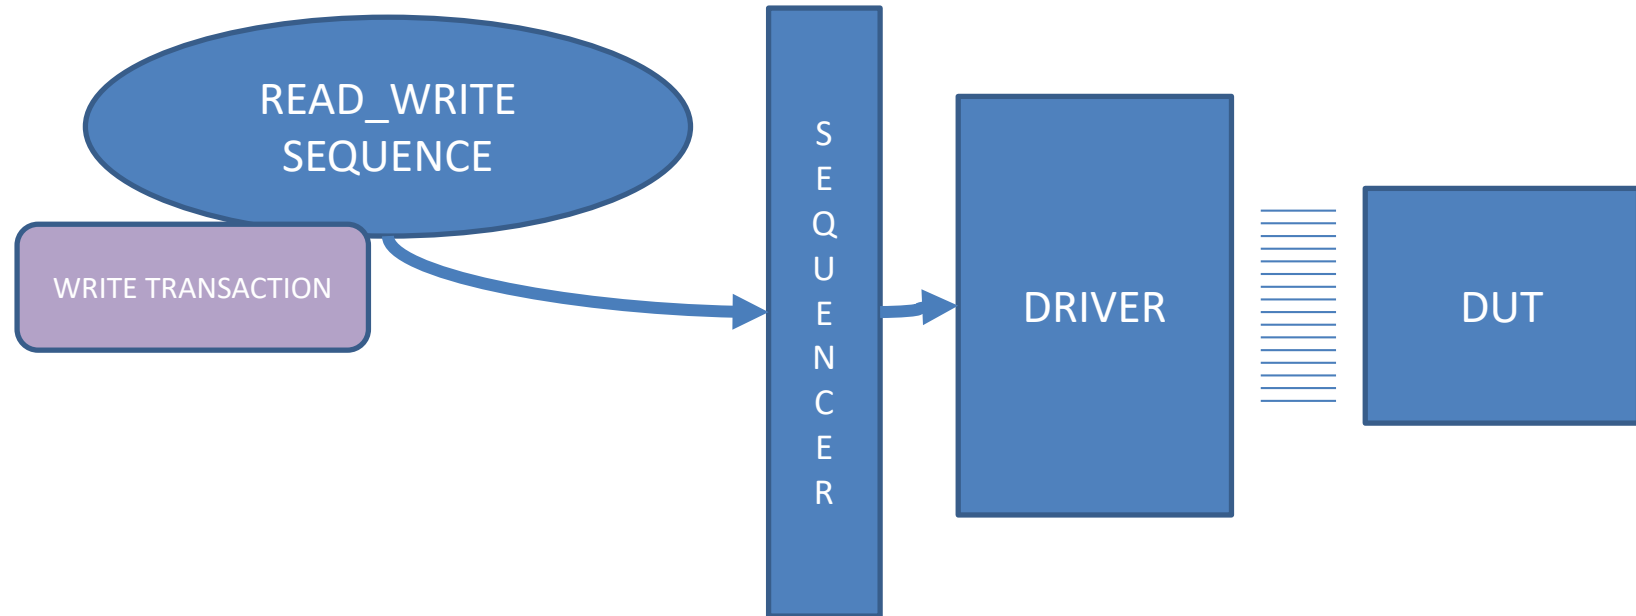 READ_WRITE
SEQUENCE
WRITE TRANSACTION
S
E
Q
U
E
N
C
E
R
DRIVER
DUT